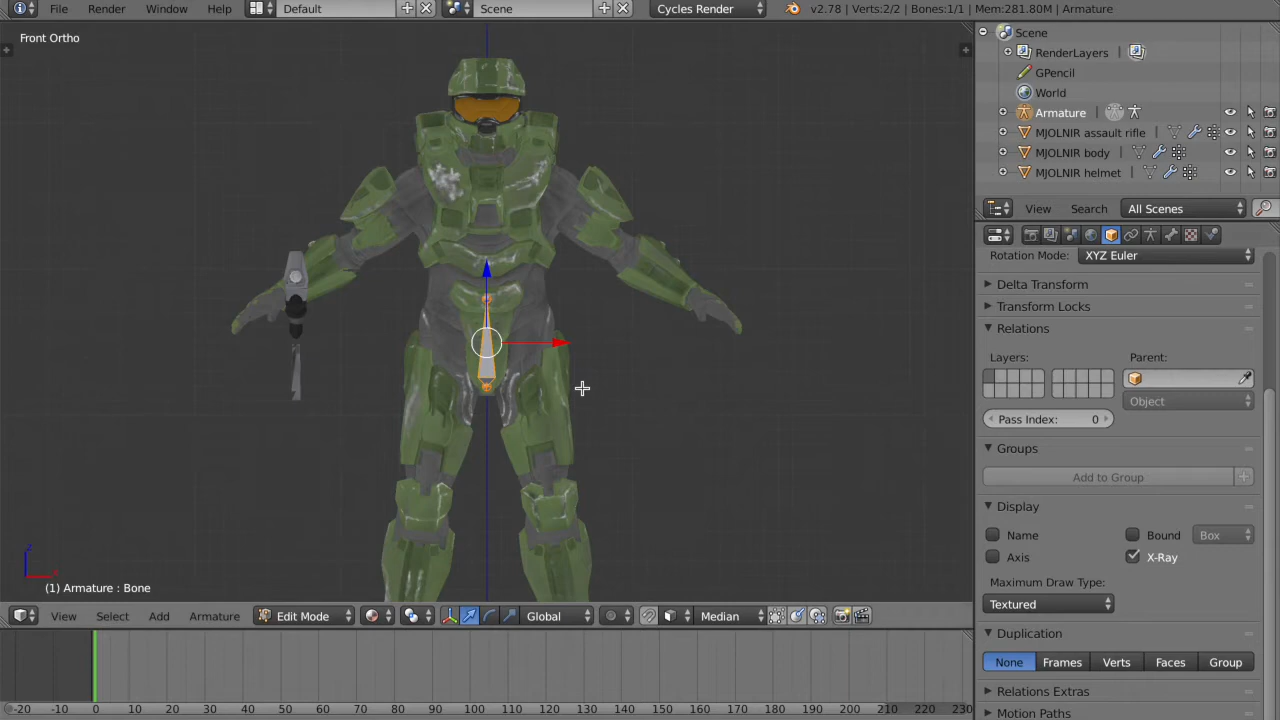 File Render Window Help Default Scene Cycles Render v2.78 | Verts:2/2 | Bones:1/1 | Mem:281.80M | Armature
Front Ortho
Scene
RenderLayers
GPencil
World
Armature
MJOLNIR assault rifle
MJOLNIR body
MJOLNIR helmet
View Search All Scenes
Rotation Mode: XYZ Euler
Delta Transform
Transform Locks
Relations
Layers: Parent:
Object
Pass Index: 0
Groups
Add to Group
Display
Name Bound Box
Axis X-Ray
Maximum Draw Type:
Textured
Duplication
None Frames Verts Faces Group
Relations Extras
Motion Paths
z
x
(1) Armature : Bone
View Select Add Armature Edit Mode Global Median
-20 -10 0 10 20 30 40 50 60 70 80 90 100 110 120 130 140 150 160 170 180 190 200 210 220 230